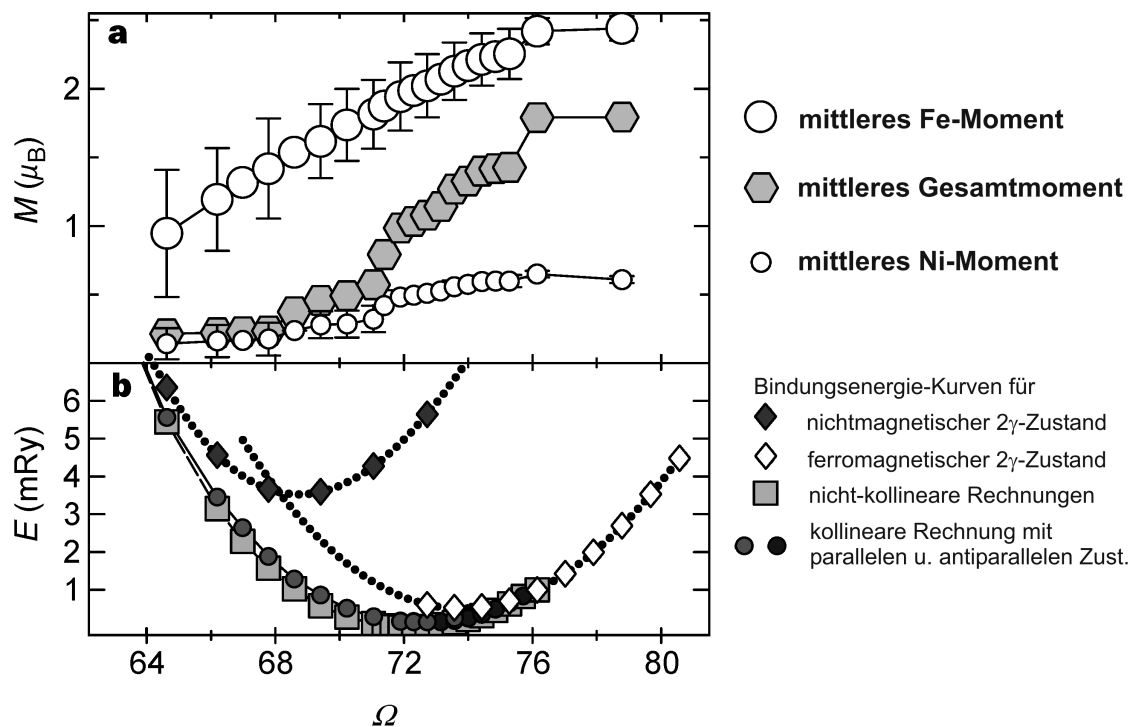 a
2
1
M (μB)
mittleres Fe-Moment
mittleres Gesamtmoment
mittleres Ni-Moment
b
6
5
4
3
2
1
E (mRy)
Bindungsenergie-Kurven für
nichtmagnetischer 2γ-Zustand
ferromagnetischer 2γ-Zustand
nicht-kollineare Rechnungen
kollineare Rechnung mit
parallelen u. antiparallelen Zust.
64 68 72 76 80
Ω